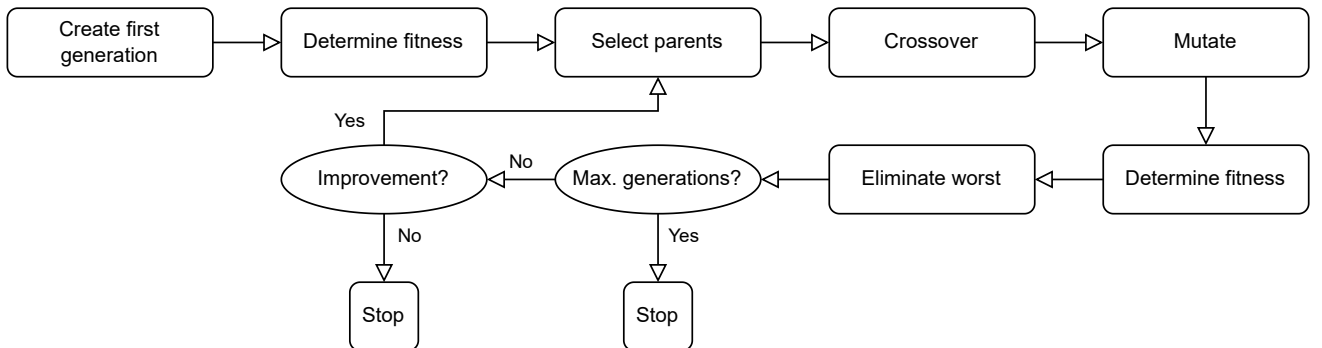 Create first
generation
Determine fitness
Select parents
Crossover
Mutate
Yes
Improvement?
No
Max. generations?
Eliminate worst
Determine fitness
No
Yes
Stop
Stop